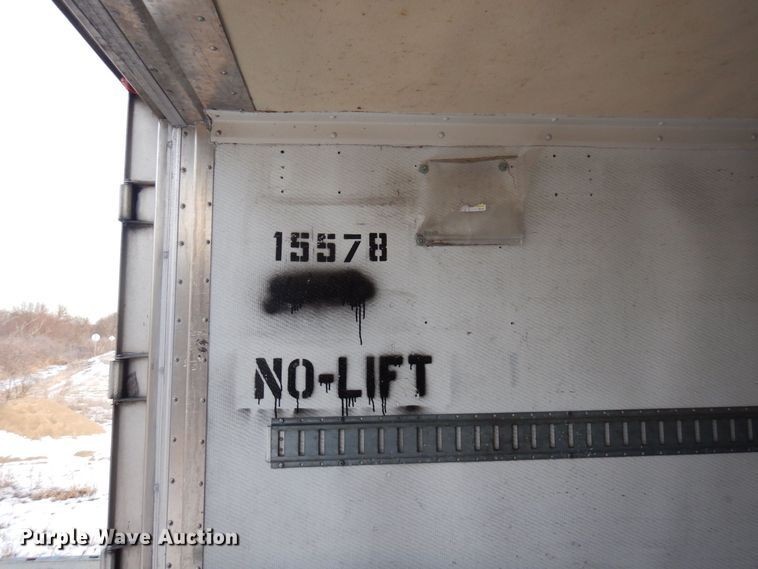 15578
NO-LIFT
Purple Wave Auction